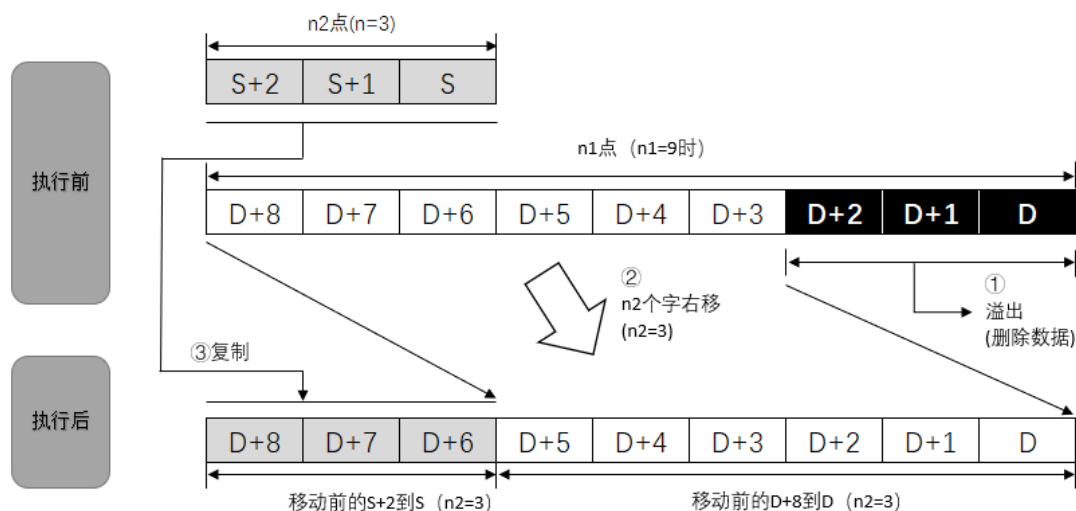 n2点(n=3)
S+2 S+1 S
执行前
n1点（n1=9时）
D+8 D+7 D+6 D+5 D+4 D+3 D+2 D+1 D
②
n2个字右移
(n2=3)
①
溢出
(删除数据)
③复制
执行后
D+8 D+7 D+6 D+5 D+4 D+3 D+2 D+1 D
移动前的S+2到S（n2=3） 移动前的D+8到D（n2=3）